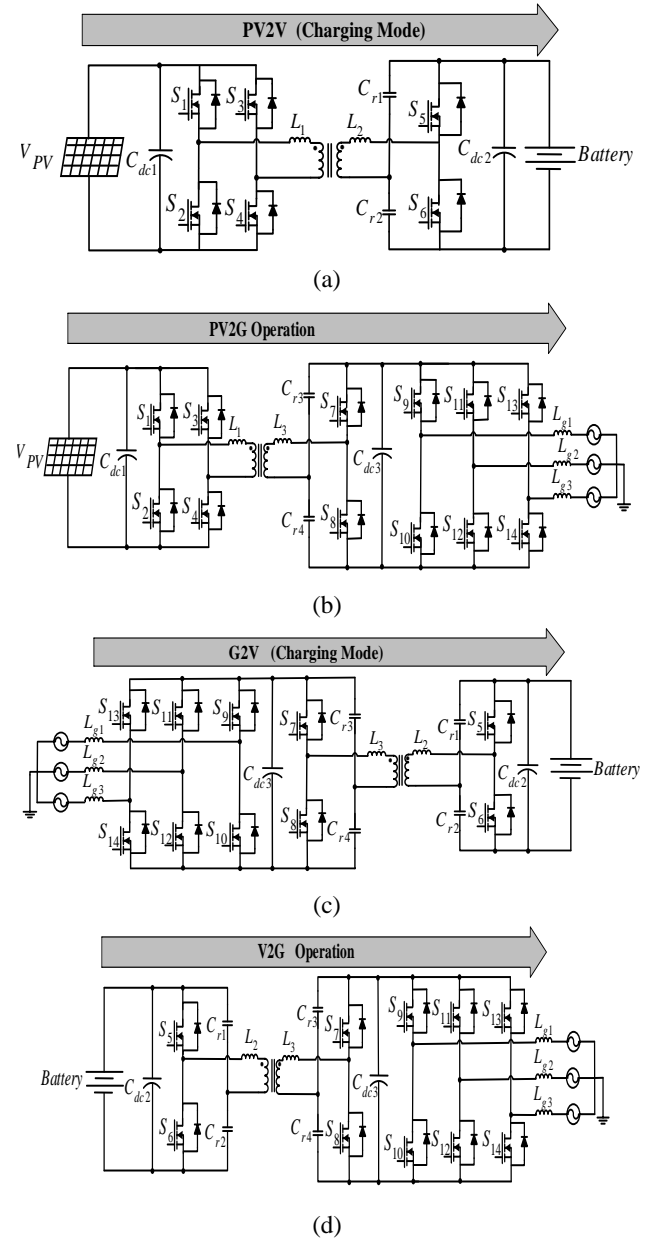 PV2V (Charging Mode)
V_PV
C_dc1
S_1
S_3
S_2
S_4
L_1
L_2
C_r1
C_r2
S_5
S_6
C_dc2
Battery
(a)
PV2G Operation
V_PV
C_dc1
S_1
S_3
S_2
S_4
L_1
L_3
C_r3
C_r4
S_7
S_8
C_dc3
S_9
S_11
S_13
S_10
S_12
S_14
L_g1
L_g2
L_g3
(b)
G2V (Charging Mode)
L_g1
L_g2
L_g3
S_13
S_11
S_9
S_14
S_12
S_10
C_dc3
S_7
S_8
C_r3
C_r4
L_3
L_2
C_r1
C_r2
S_5
S_6
C_dc2
Battery
(c)
V2G Operation
Battery
C_dc2
S_5
S_6
C_r1
C_r2
L_2
L_3
C_r3
C_r4
S_7
S_8
C_dc3
S_9
S_11
S_13
S_10
S_12
S_14
L_g1
L_g2
L_g3
(d)